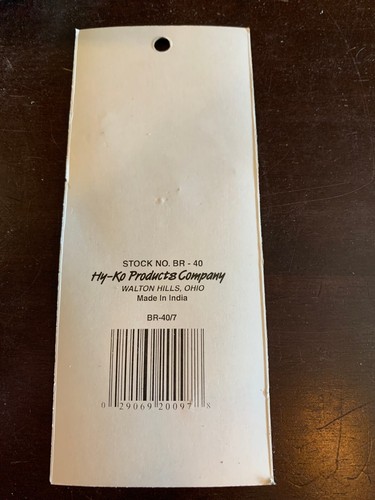 STOCK NO. BR - 40
Hy-Ko Products Company
WALTON HILLS, OHIO
Made In India
BR-40/7
0 29069 20097 X